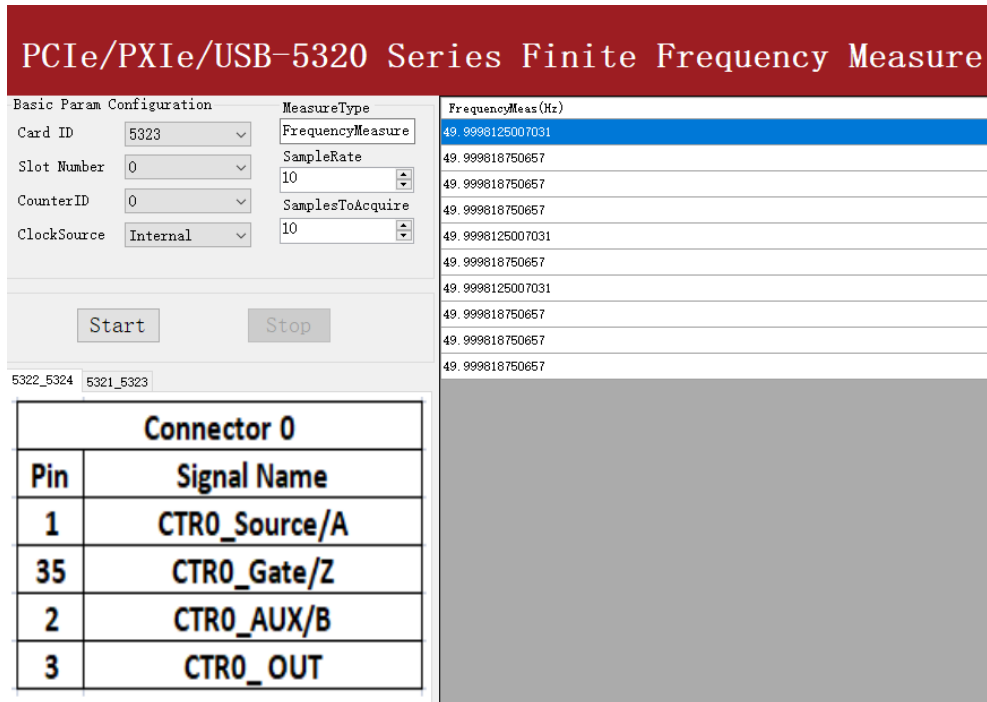 PCIe/PXIe/USB-5320 Series Finite Frequency Measure
Basic Param Configuration
Card ID 5323
Slot Number 0
CounterID 0
ClockSource Internal
MeasureType
FrequencyMeasure
SampleRate
10
SamplesToAcquire
10
Start Stop
5322_5324 5321_5323
Connector 0
Pin Signal Name
1 CTR0_Source/A
35 CTR0_Gate/Z
2 CTR0_AUX/B
3 CTR0_ OUT
FrequencyMeas(Hz)
49.9998125007031
49.999818750657
49.999818750657
49.999818750657
49.9998125007031
49.999818750657
49.9998125007031
49.999818750657
49.999818750657
49.999818750657